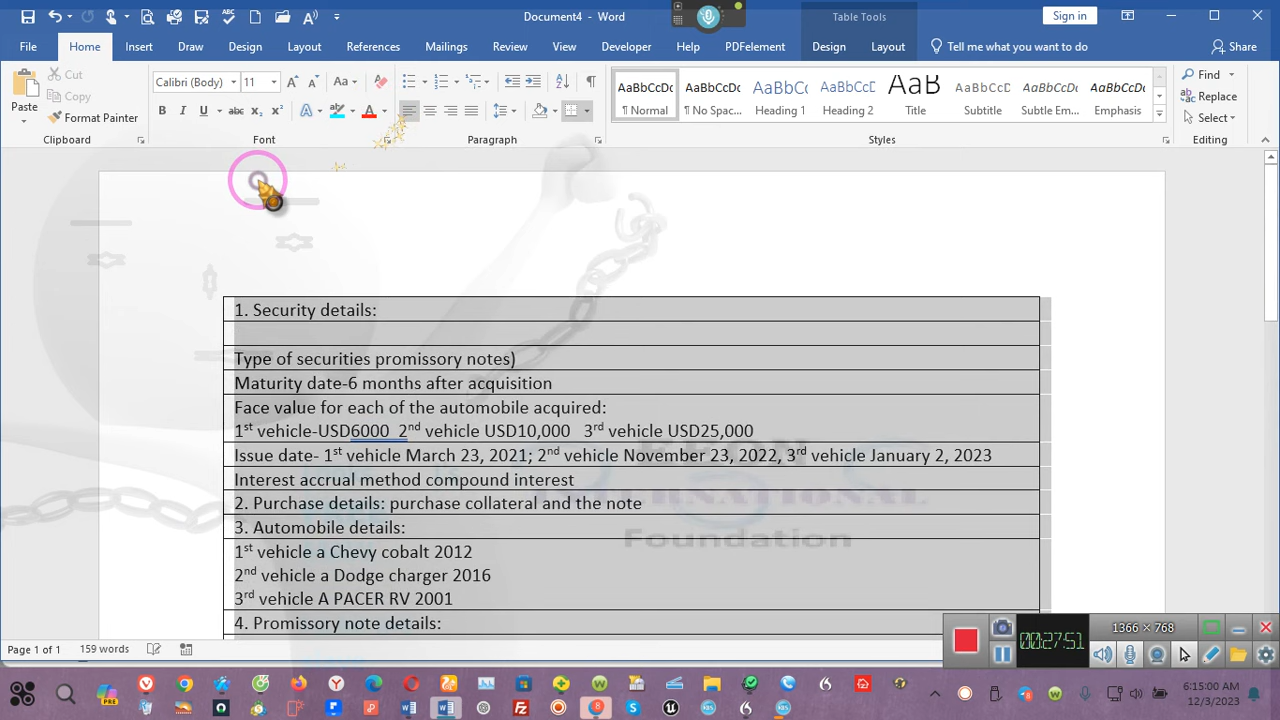 Document4 - Word
Table Tools
Sign in
File Home Insert Draw Design Layout References Mailings Review View Developer Help PDFelement Design Layout Tell me what you want to do Share
Paste
Cut
Copy
Format Painter
Clipboard
Calibri (Body) 11
Font
Paragraph
AaBbCcDc AaBbCcDc AaBbCc AaBbCcD AaB AaBbCcD AaBbCcDc AaBbCcDc
¶ Normal ¶ No Spac... Heading 1 Heading 2 Title Subtitle Subtle Em... Emphasis
Styles
Find
Replace
Select
Editing
1. Security details:
Type of securities promissory notes)
Maturity date-6 months after acquisition
Face value for each of the automobile acquired:
1st vehicle-USD6000 2nd vehicle USD10,000 3rd vehicle USD25,000
Issue date- 1st vehicle March 23, 2021; 2nd vehicle November 23, 2022, 3rd vehicle January 2, 2023
Interest accrual method compound interest
2. Purchase details: purchase collateral and the note
3. Automobile details:
1st vehicle a Chevy cobalt 2012
2nd vehicle a Dodge charger 2016
3rd vehicle A PACER RV 2001
4. Promissory note details:
EKON
INTERNATIONAL
Foundation
1366 × 768
00:27:51
Page 1 of 1 159 words
6:15:00 AM
12/3/2023